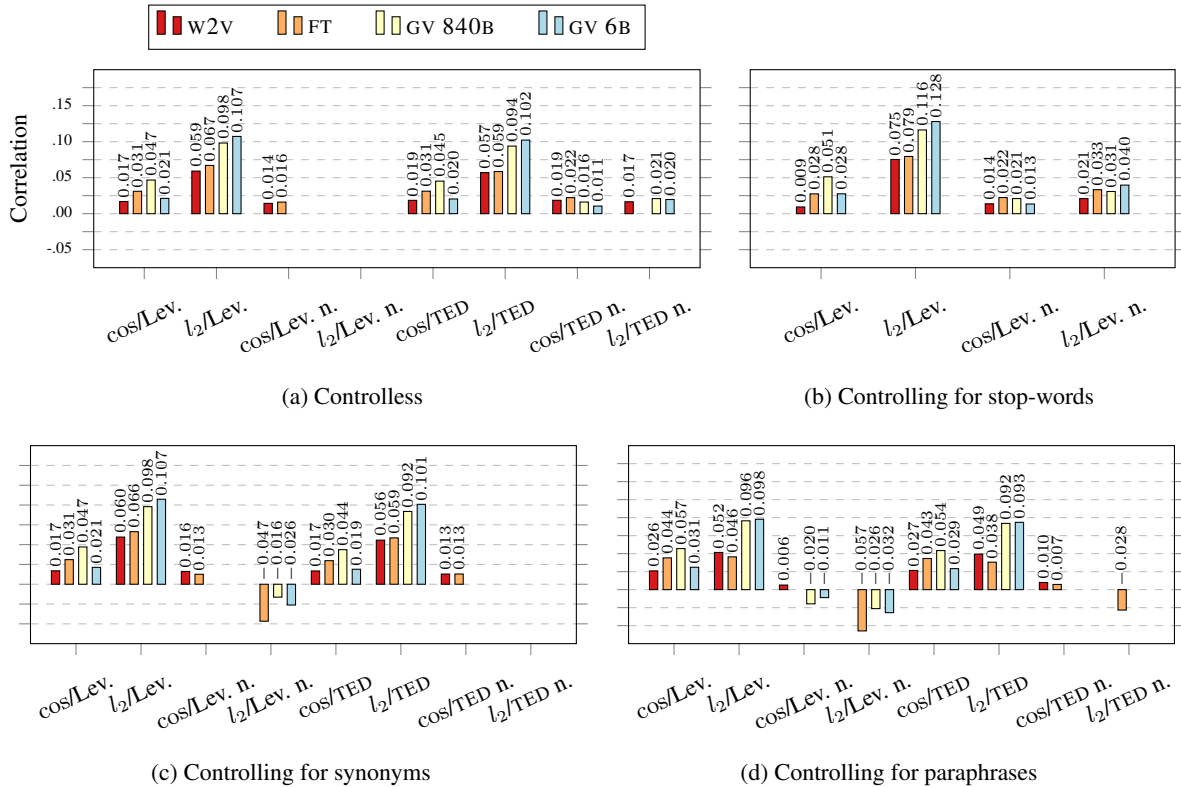 W2V FT GV 840B GV 6B
Correlation
.15
.10
.05
.00
-.05
0.017 0.031 0.047 0.021 0.059 0.067 0.098 0.107 0.014 0.016 0.019 0.031 0.045 0.020 0.057 0.059 0.094 0.102 0.019 0.022 0.016 0.011 0.017 0.021 0.020
cos/Lev. l2/Lev. cos/Lev. n. l2/Lev. n. cos/TED l2/TED cos/TED n. l2/TED n.
(a) Controlless
0.009 0.028 0.051 0.028 0.075 0.079 0.116 0.128 0.014 0.022 0.021 0.013 0.021 0.033 0.031 0.040
cos/Lev. l2/Lev. cos/Lev. n. l2/Lev. n.
(b) Controlling for stop-words
0.017 0.031 0.047 0.021 0.060 0.066 0.098 0.107 0.016 0.013 −0.047 −0.016 −0.026 0.017 0.030 0.044 0.019 0.056 0.059 0.092 0.101 0.013 0.013
cos/Lev. l2/Lev. cos/Lev. n. l2/Lev. n. cos/TED l2/TED cos/TED n. l2/TED n.
(c) Controlling for synonyms
0.026 0.044 0.057 0.031 0.052 0.046 0.096 0.098 0.006 −0.020 −0.011 −0.057 −0.026 −0.032 0.027 0.043 0.054 0.029 0.049 0.038 0.092 0.093 0.010 0.007 −0.028
cos/Lev. l2/Lev. cos/Lev. n. l2/Lev. n. cos/TED l2/TED cos/TED n. l2/TED n.
(d) Controlling for paraphrases